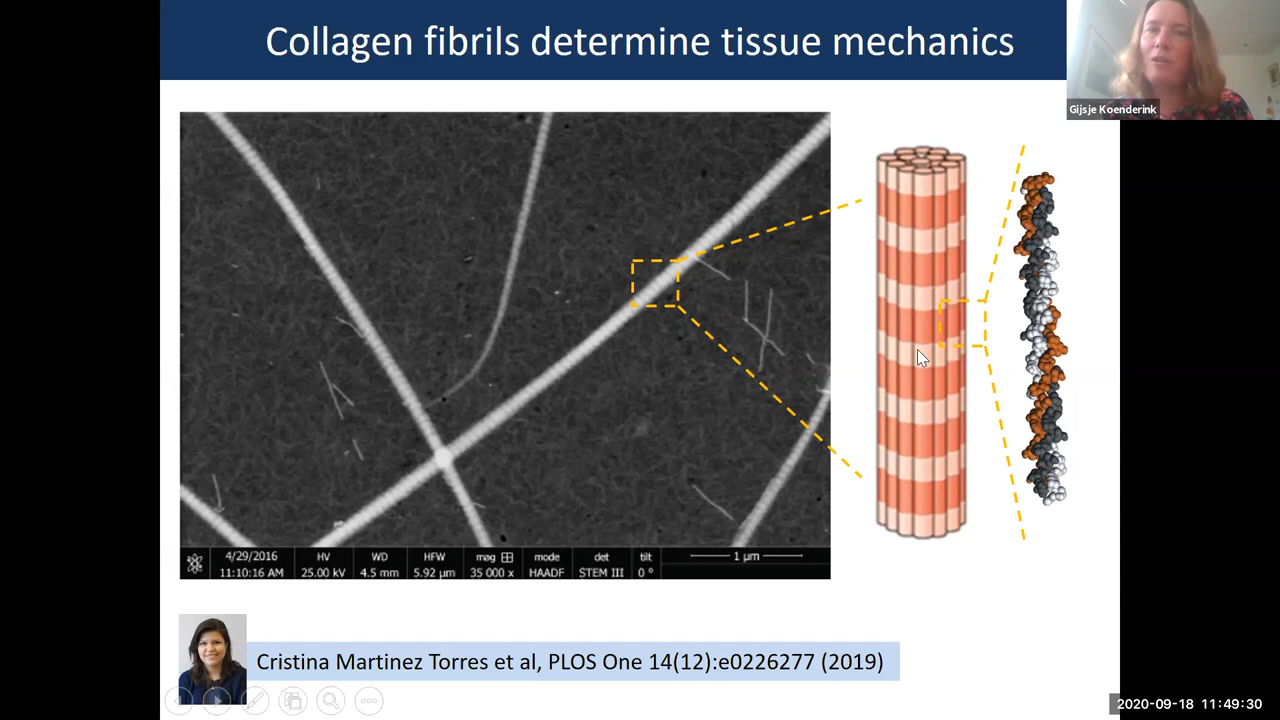 Collagen fibrils determine tissue mechanics
Gijsje Koenderink
4/29/2016 HV WD HFW mag mode det tilt
1 µm
11:10:16 AM 25.00 kV 4.5 mm 5.92 µm 35 000 x HAADF STEM III 0 °
Cristina Martinez Torres et al, PLOS One 14(12):e0226277 (2019)
2020-09-18 11:49:30